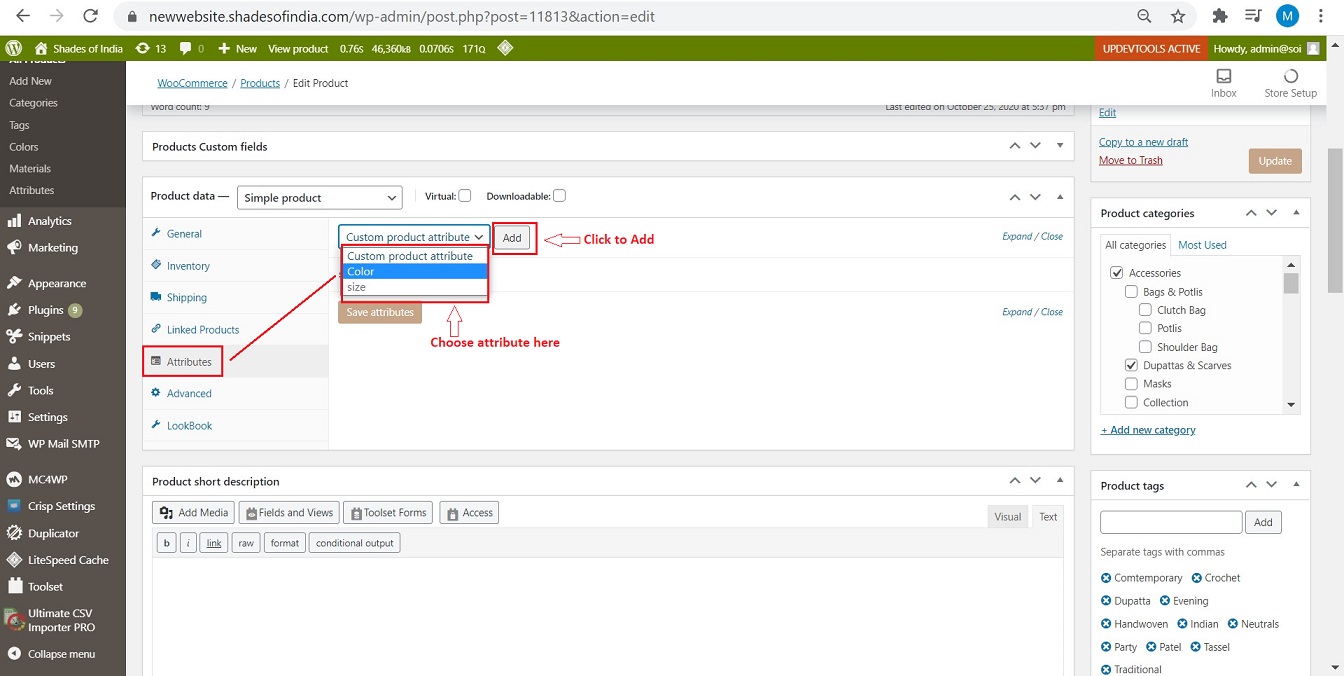 newwebsite.shadesofindia.com/wp-admin/post.php?post=11813&action=edit
M
Shades of India 13 0 New View product 0.76s 46,360KB 0.0706s 171Q UPDEVTOOLS ACTIVE Howdy, admin@soi
All Products
Add New
Categories
Tags
Colors
Materials
Attributes
Analytics
Marketing
Appearance
Plugins 9
Snippets
Users
Tools
Settings
WP Mail SMTP
MC4WP
Crisp Settings
Duplicator
LiteSpeed Cache
Toolset
Ultimate CSV
Importer PRO
Collapse menu
WooCommerce / Products / Edit Product
Inbox
Store Setup
Word count: 9
Last edited on October 25, 2020 at 5:37 pm
Products Custom fields
Product data — Simple product Virtual: Downloadable:
General
Inventory
Shipping
Linked Products
Attributes
Advanced
LookBook
Custom product attribute Add Click to Add Expand / Close
Custom product attribute
Color
size
Save attributes Expand / Close
Choose attribute here
Product short description
Add Media Fields and Views Toolset Forms Access
Visual Text
b i link raw format conditional output
Edit
Copy to a new draft
Move to Trash
Update
Product categories
All categories Most Used
Accessories
Bags & Potlis
Clutch Bag
Potlis
Shoulder Bag
Dupattas & Scarves
Masks
Collection
+ Add new category
Product tags
Add
Separate tags with commas
Comtemporary Crochet
Dupatta Evening
Handwoven Indian Neutrals
Party Patel Tassel
Traditional